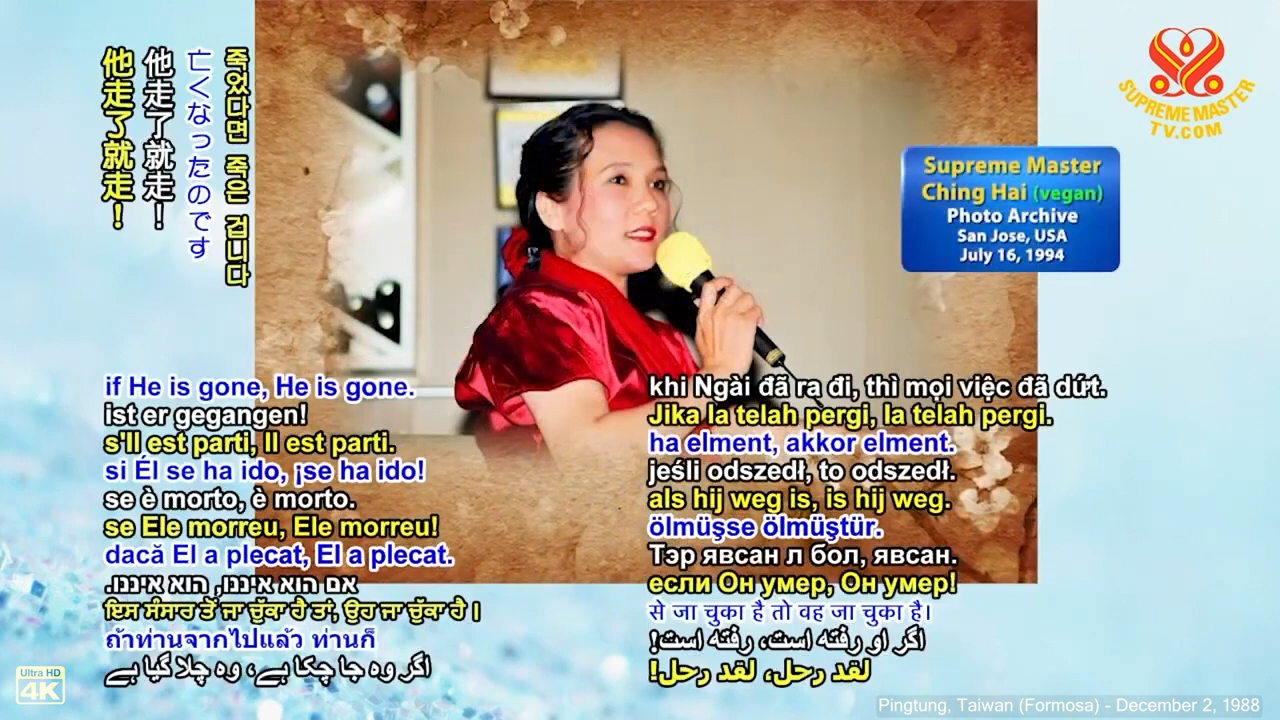 他走了就走！
他走了就走！
亡くなったのです
죽었다면 죽은 겁니다
SUPREME MASTER
TV.COM
Supreme Master
Ching Hai (vegan)
Photo Archive
San Jose, USA
July 16, 1994
if He is gone, He is gone.
ist er gegangen!
s'Il est parti, Il est parti.
si Él se ha ido, ¡se ha ido!
se è morto, è morto.
se Ele morreu, Ele morreu!
dacă El a plecat, El a plecat.
אם הוא איננו, הוא איננו.
ਇਸ ਸੰਸਾਰ ਤੋਂ ਜਾ ਚੁੱਕਾ ਹੈ ਤਾਂ, ਉਹ ਜਾ ਚੁੱਕਾ ਹੈ।
ถ้าท่านจากไปแล้ว ท่านก็
اگر وہ جا چکا ہے، وہ چلا گیا ہے
khi Ngài đã ra đi, thì mọi việc đã dứt.
Jika Ia telah pergi, Ia telah pergi.
ha elment, akkor elment.
jeśli odszedł, to odszedł.
als hij weg is, is hij weg.
ölmüşse ölmüştür.
Тэр явсан л бол, явсан.
если Он умер, Он умер!
से जा चुका है तो वह जा चुका है।
اگر او رفته است، رفته است!
لقد رحل، لقد رحل!
Ultra HD
4K
Pingtung, Taiwan (Formosa) - December 2, 1988